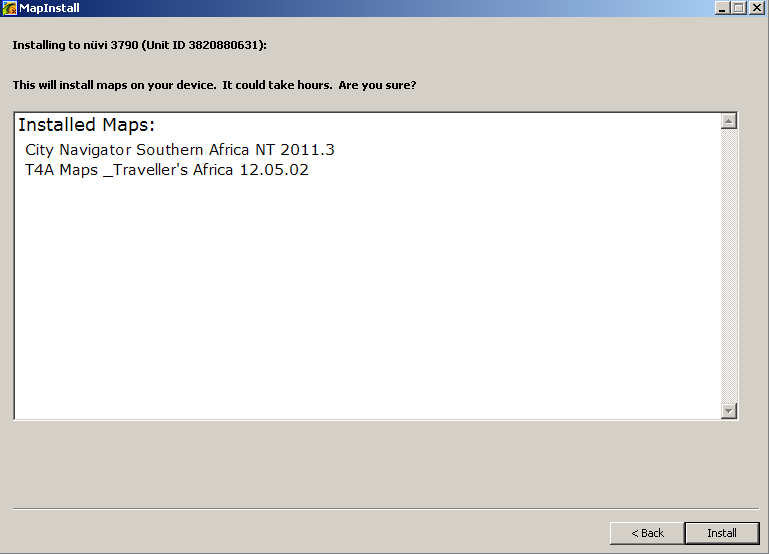 MapInstall
Installing to nüvi 3790 (Unit ID 3820880631):
This will install maps on your device.  It could take hours.  Are you sure?
Installed Maps:
City Navigator Southern Africa NT 2011.3
T4A Maps _Traveller's Africa 12.05.02
< Back
Install